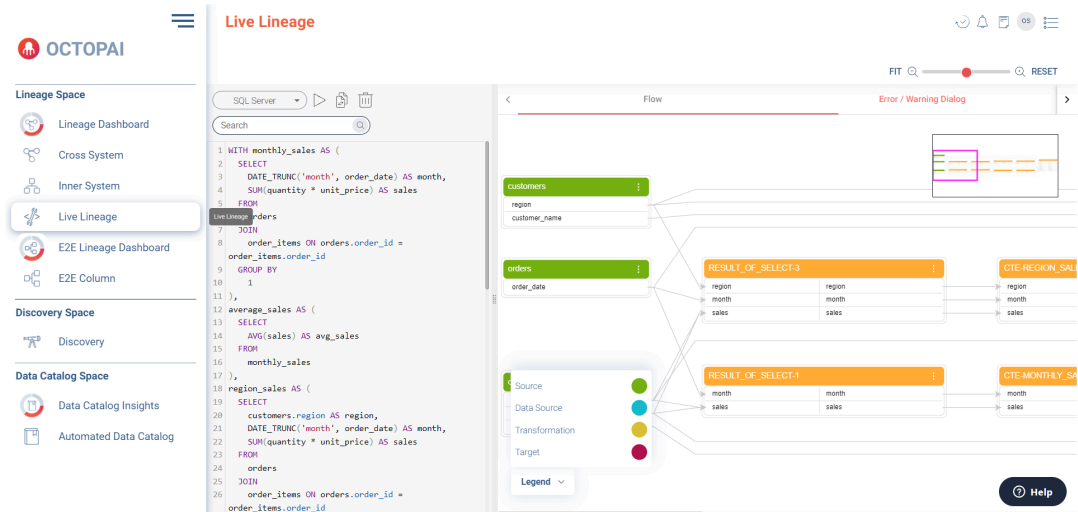 Live Lineage
OS
OCTOPAI
FIT
RESET
Lineage Space
Lineage Dashboard
Cross System
Inner System
Live Lineage
E2E Lineage Dashboard
E2E Column
Discovery Space
Discovery
Data Catalog Space
Data Catalog Insights
Automated Data Catalog
Live Lineage
SQL Server
Search
1 WITH monthly_sales AS (
2 SELECT
3 DATE_TRUNC('month', order_date) AS month,
4 SUM(quantity * unit_price) AS sales
5 FROM
rders
7 JOIN
8 order_items ON orders.order_id =
order_items.order_id
9 GROUP BY
10 1
11 ),
12 average_sales AS (
13 SELECT
14 AVG(sales) AS avg_sales
15 FROM
16 monthly_sales
17 ),
18 region_sales AS (
19 SELECT
20 customers.region AS region,
21 DATE_TRUNC('month', order_date) AS month,
22 SUM(quantity * unit_price) AS sales
23 FROM
24 orders
25 JOIN
26 order_items ON orders.order_id =
order_items.order_id
Flow
Error / Warning Dialog
customers
region
customer_name
orders
order_date
RESULT_OF_SELECT-3
region region
month month
sales sales
CTE-REGION_SAL
region
month
sales
RESULT_OF_SELECT-1
month month
sales sales
CTE-MONTHLY_SA
month
sales
Source
Data Source
Transformation
Target
Legend
Help